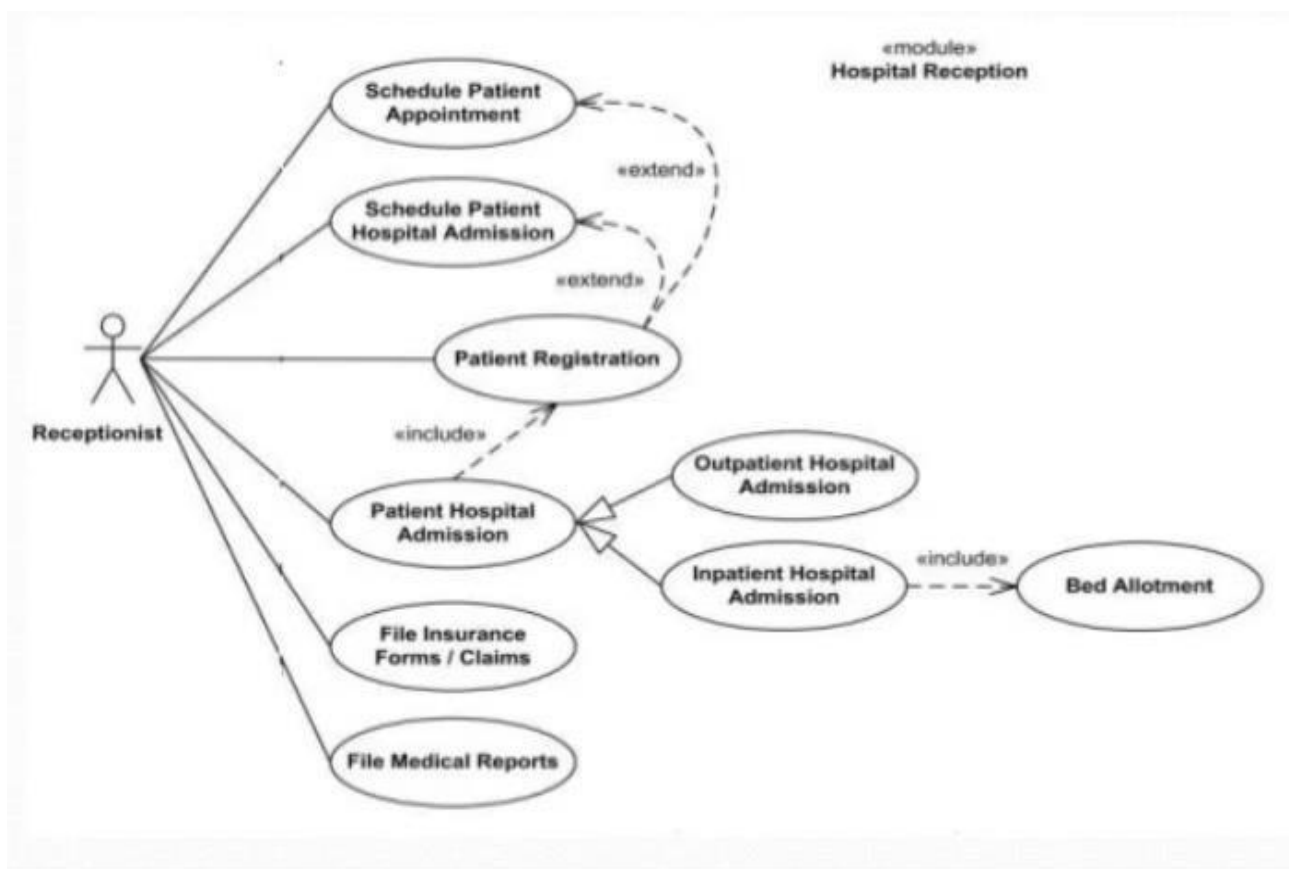 «module»
Hospital Reception
Schedule Patient
Appointment
«extend»
Schedule Patient
Hospital Admission
«extend»
Patient Registration
Receptionist
«include»
Outpatient Hospital
Admission
Patient Hospital
Admission
«include»
Inpatient Hospital
Admission
Bed Allotment
File Insurance
Forms / Claims
File Medical Reports